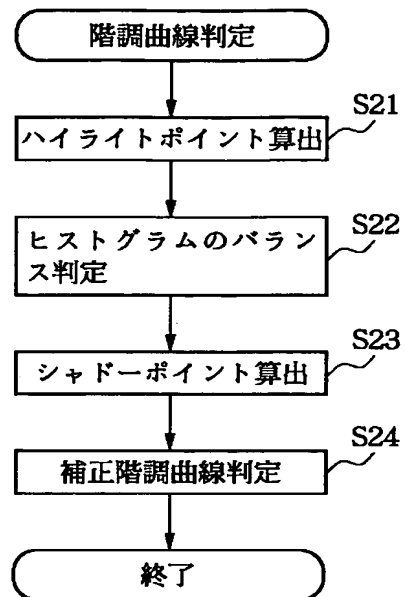 階調曲線判定
S21
ハイライトポイント算出
S22
ヒストグラムのバラン
ス判定
S23
シャドーポイント算出
S24
補正階調曲線判定
終了